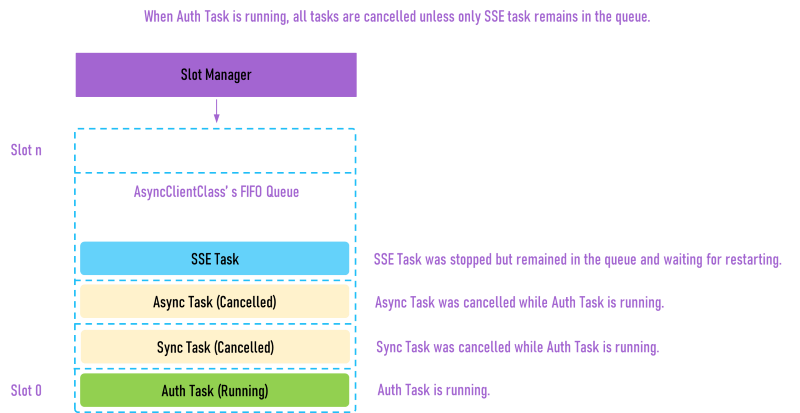 When Auth Task is running, all tasks are cancelled unless only SSE task remains in the queue.
Slot Manager
Slot n
AsyncClientClass' s FIFO Queue
SSE Task
SSE Task was stopped but remained in the queue and waiting for restarting.
Async Task (Cancelled)
Async Task was cancelled while Auth Task is running.
Sync Task (Cancelled)
Sync Task was cancelled while Auth Task is running.
Slot 0
Auth Task (Running)
Auth Task is running.